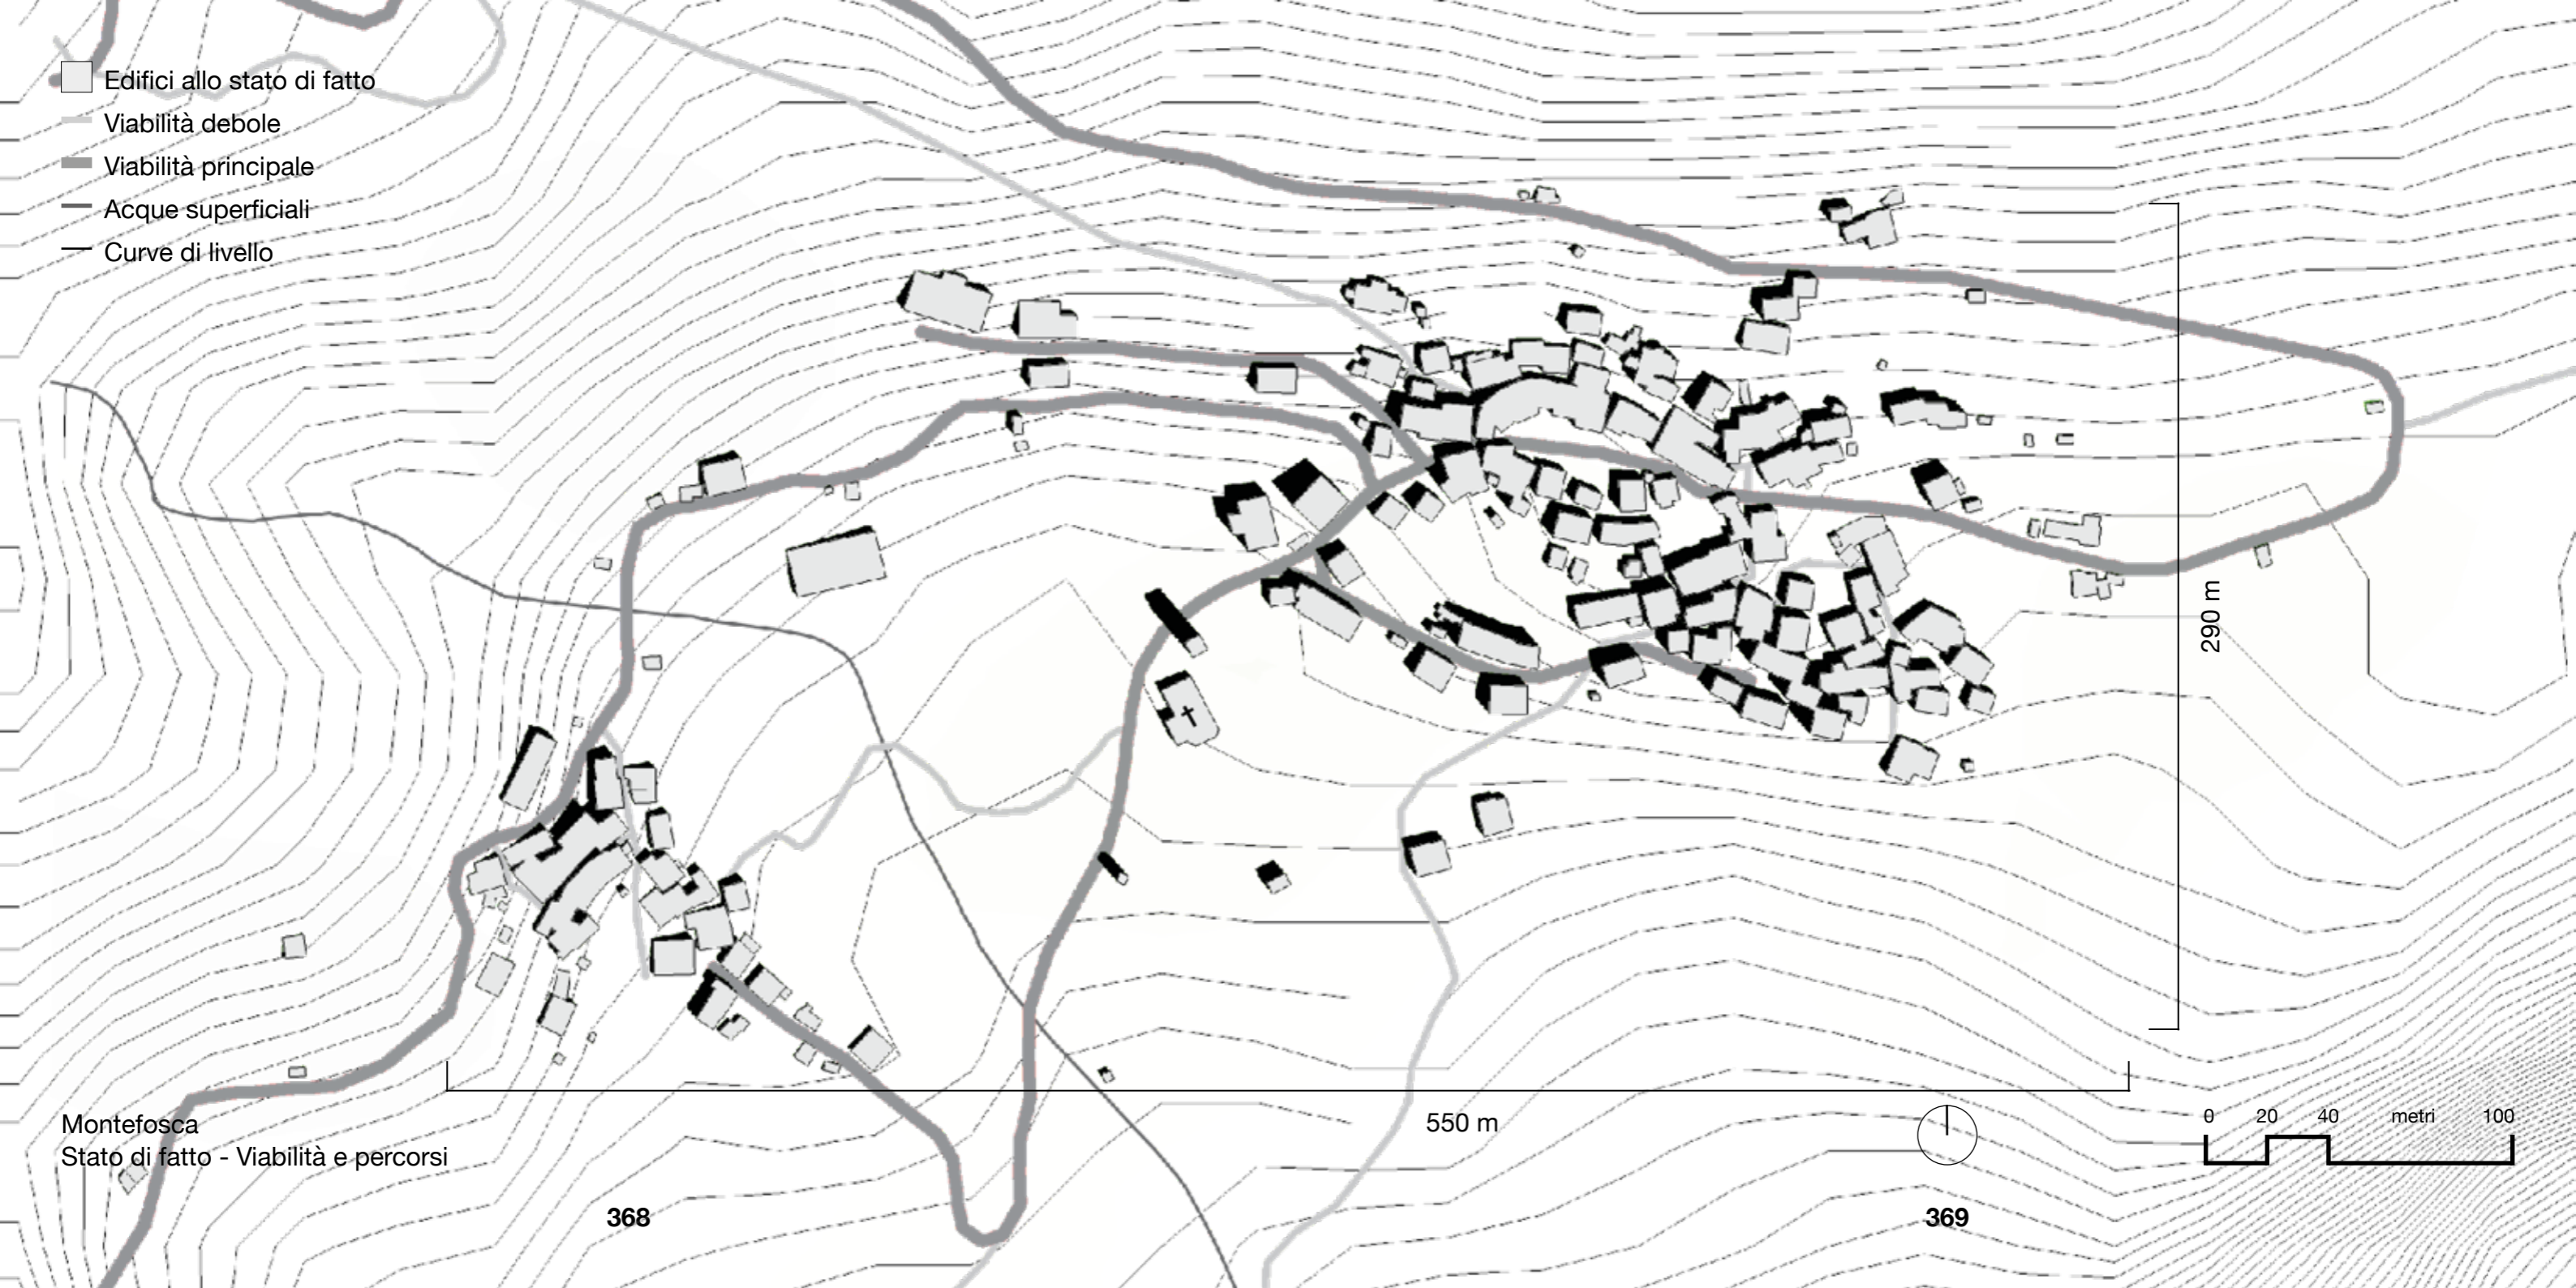 Edifici allo stato di fatto
Viabilità debole
Viabilità principale
Acque superficiali
Curve di livello
290 m
550 m
0 20 40 metri 100
Montefosca
Stato di fatto - Viabilità e percorsi
368
369